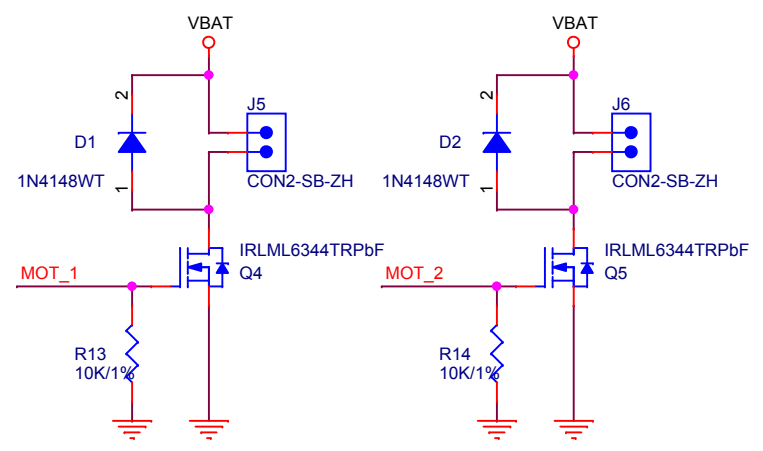 VBAT
VBAT
2
J5
2
J6
D1
D2
1N4148WT
1
CON2-SB-ZH
1N4148WT
1
CON2-SB-ZH
IRLML6344TRPbF
Q4
IRLML6344TRPbF
Q5
MOT_1
MOT_2
R13
10K/1%
R14
10K/1%